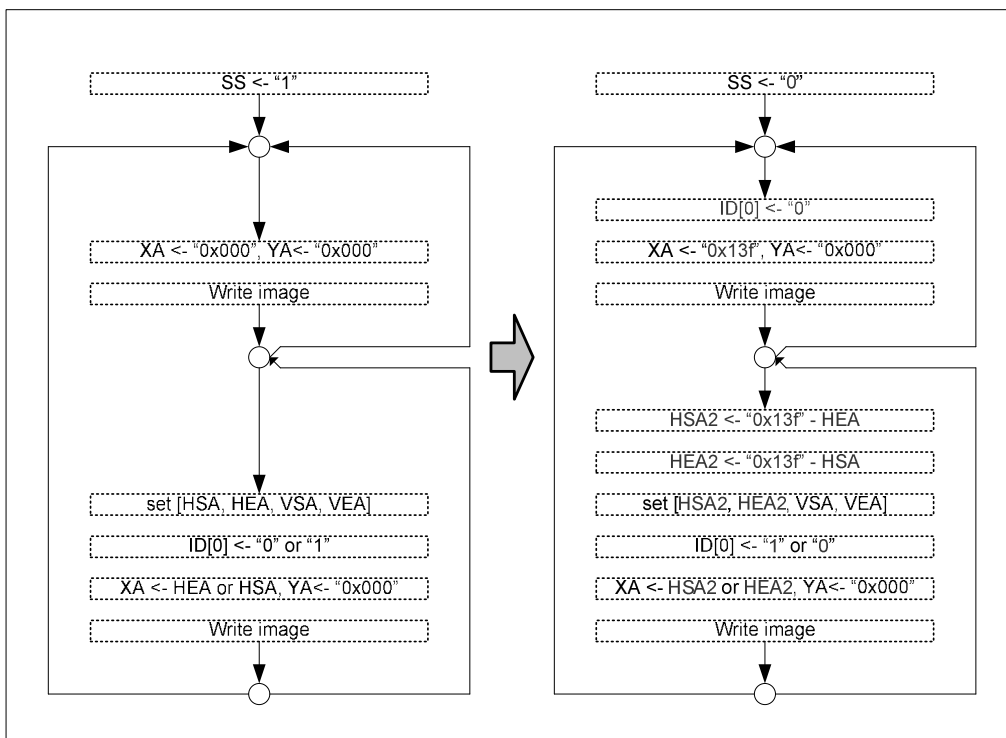 SS <- “1”
XA <- “0x000”, YA<- “0x000”
Write image
set [HSA, HEA, VSA, VEA]
ID[0] <- “0” or “1”
XA <- HEA or HSA, YA<- “0x000”
Write image
SS <- “0”
ID[0] <- “0”
XA <- “0x13f”, YA<- “0x000”
Write image
HSA2 <- “0x13f” - HEA
HEA2 <- “0x13f” - HSA
set [HSA2, HEA2, VSA, VEA]
ID[0] <- “1” or “0”
XA <- HSA2 or HEA2, YA<- “0x000”
Write image